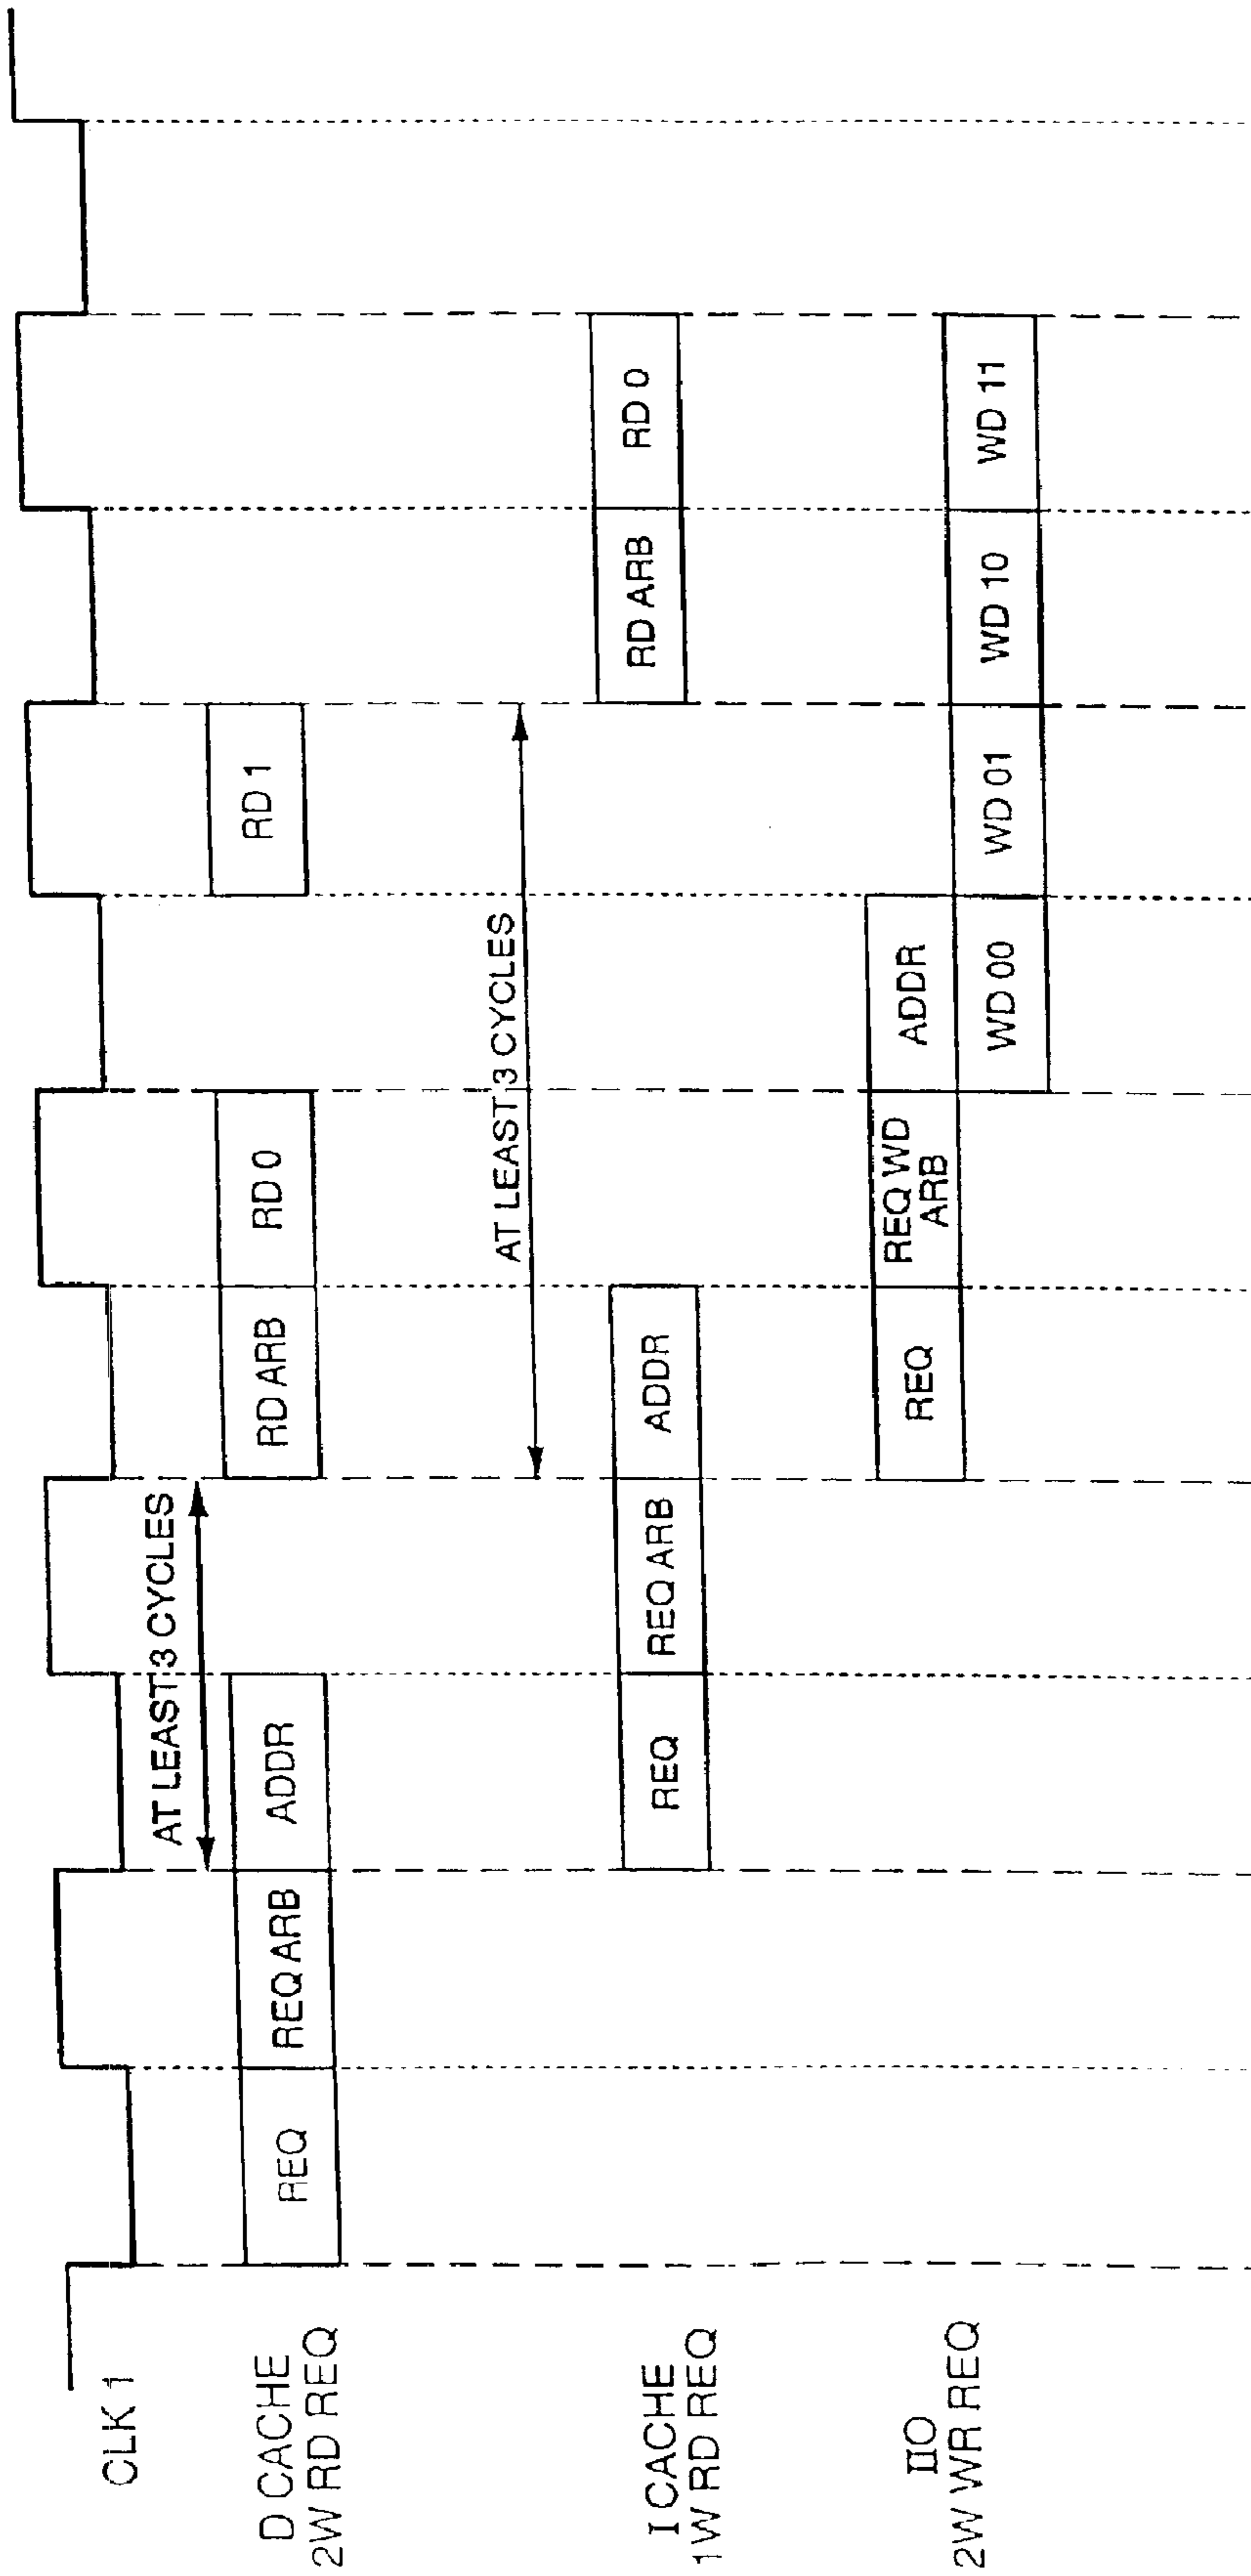 CLK 1
D CACHE
2W RD REQ
REQ
REQ ARB
ADDR
AT LEAST 3 CYCLES
RD ARB
RD 0
RD 1
I CACHE
1W RD REQ
REQ
REQ ARB
ADDR
AT LEAST 3 CYCLES
RD ARB
RD 0
IIO
2W WR REQ
REQ
REQ WD
ARB
ADDR
WD 00
WD 01
WD 10
WD 11